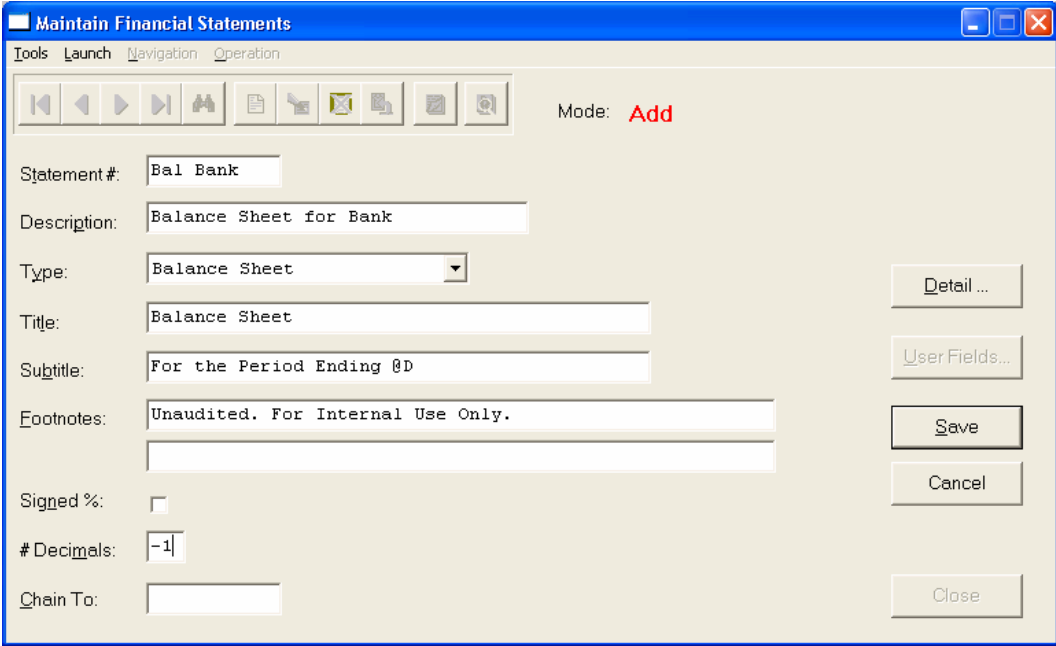 Maintain Financial Statements
Tools Launch Navigation Operation
Mode: Add
Statement #: Bal Bank
Description: Balance Sheet for Bank
Type: Balance Sheet
Detail ...
Title: Balance Sheet
User Fields...
Subtitle: For the Period Ending @D
Footnotes: Unaudited. For Internal Use Only.
Save
Cancel
Signed %:
# Decimals: -1
Chain To:
Close